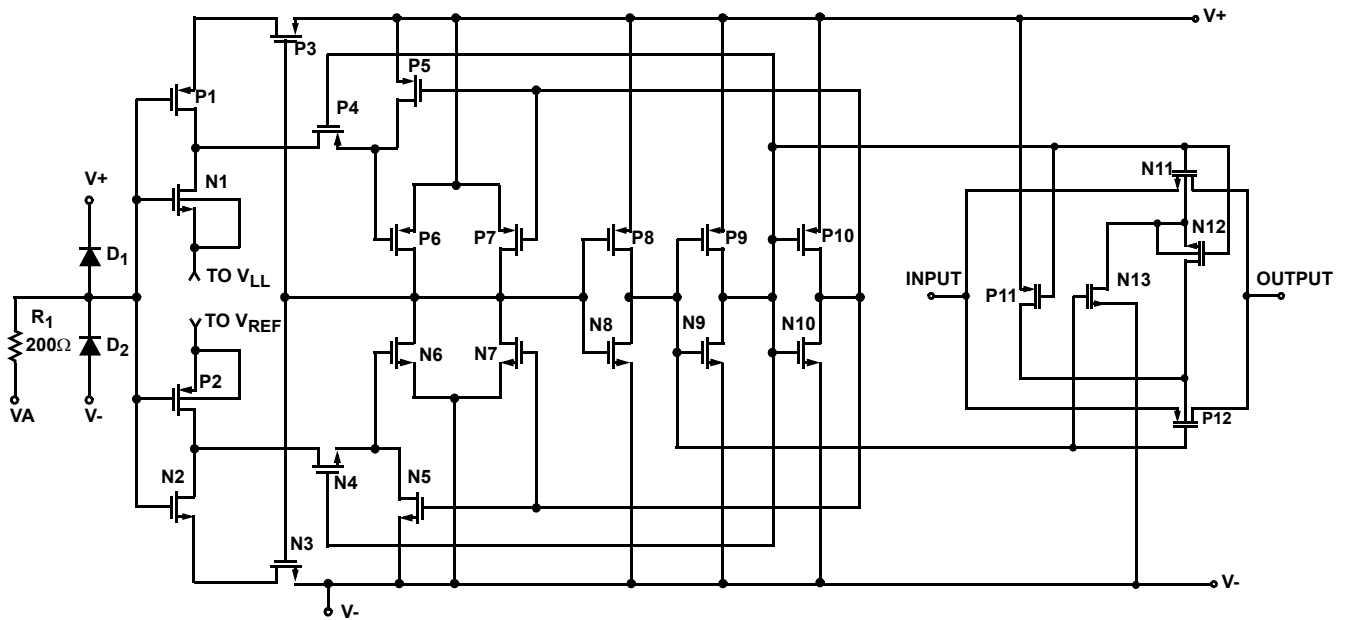 V+
P3
P5
P1
P4
N11
V+
N1
N12
P6
P7
P8
P9
P10
D1
TO VLL
INPUT
P11
N13
OUTPUT
R1
200Ω
TO VREF
D2
N8
N9
N10
N6
N7
P2
VA
V-
P12
N2
N4
N5
N3
V-
V-